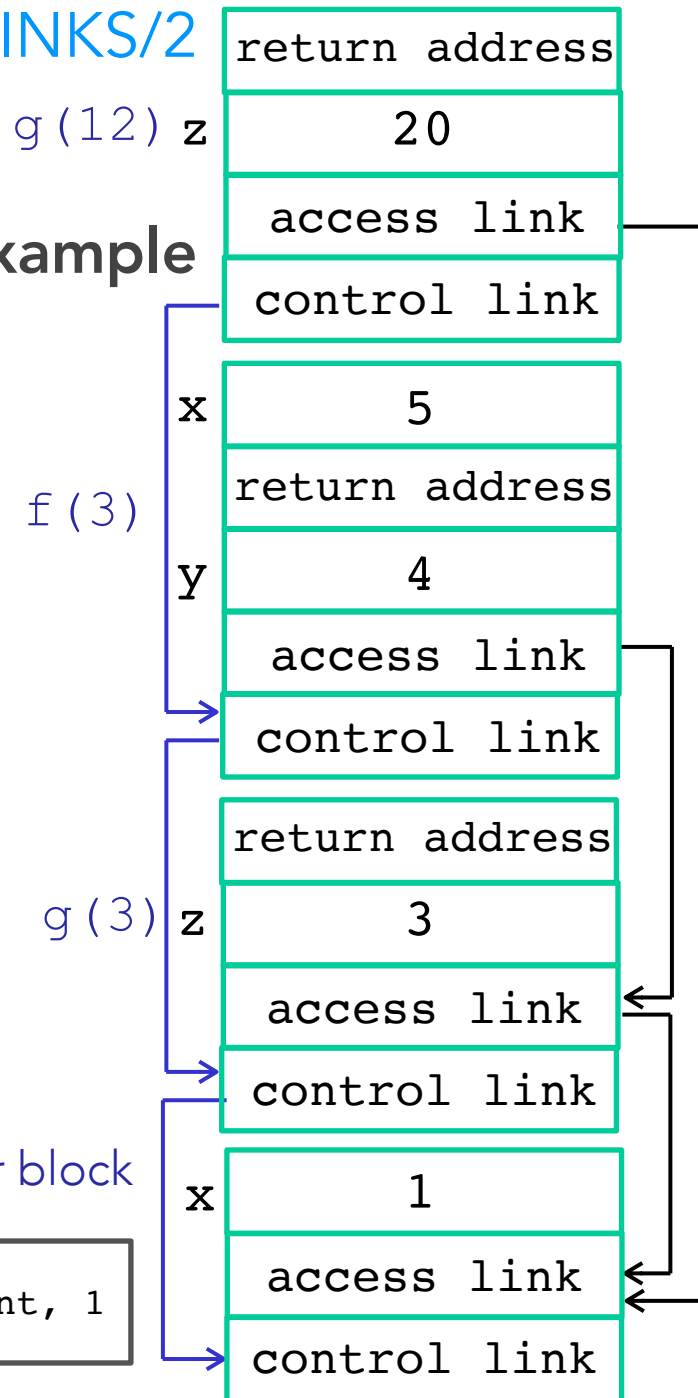 INKS/2
return address
g(12) z 20
access link
xample
control link
x 5
return address
f(3)
y 4
access link
control link
return address
g(3) z 3
access link
control link
r block
x 1
access link
nt, 1
control link